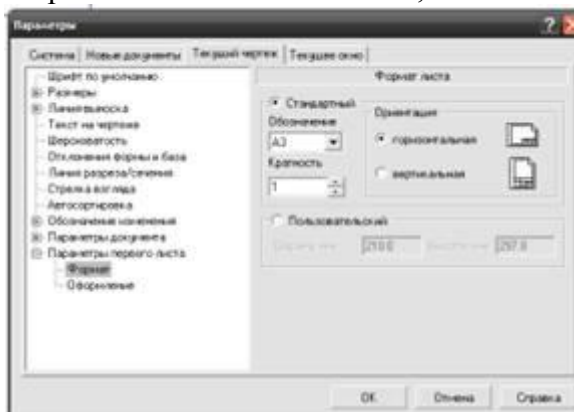 Параметры
Система Новые документы Текущий чертеж Текущее окно
Шрифт по умолчанию
Размеры
Линия-выноска
Текст на чертеже
Шероховатость
Отклонения формы и база
Линия разреза/сечения
Стрелка взгляда
Автосортировка
Обозначение изменения
Параметры документа
Параметры первого листа
Формат
Оформление
Формат листа
Стандартный
Обозначение
А3
Кратность
1
Ориентация
горизонтальная
вертикальная
Пользовательский
210.0 297.0
OK Отмена Справка